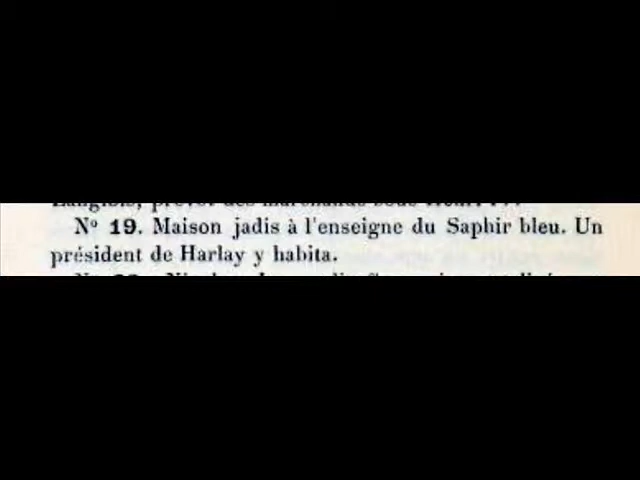 N° 19. Maison jadis à l'enseigne du Saphir bleu. Un
président de Harlay y habita.